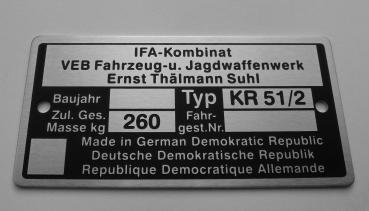 IFA-Kombinat
VEB Fahrzeug-u. Jagdwaffenwerk
Ernst Thälmann Suhl
Baujahr Typ KR 51/2
Zul. Ges. Fahr-
Masse kg 260 gest.Nr.
Made in German Demokratic Republic
Deutsche Demokratische Republik
Republique Democratique Allemande